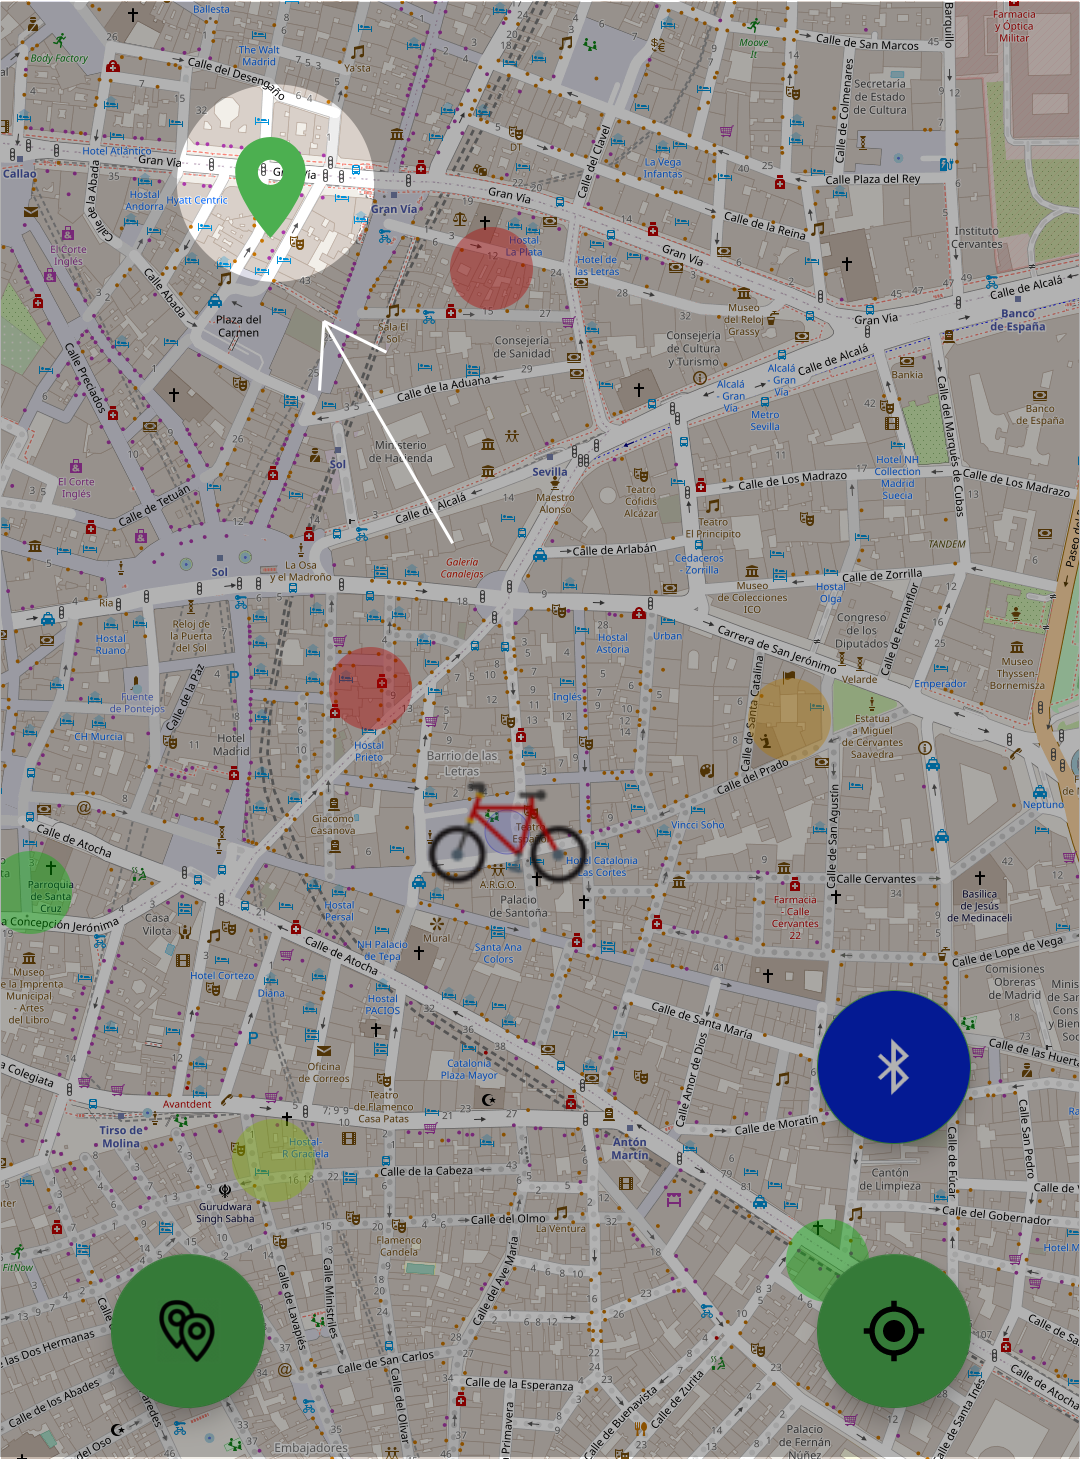 Ballesta
Calle de San Marcos
Barquillo
Farmacia
y Óptica
Militar
Body Factory
The Walt
Madrid
Ya'sta
Moove
It
Calle del Desengaño
Secretaría
de Estado
de Cultura
Calle de Colmenares
DT
Calle del Clavel
La Vega
Infantas
Hotel Atlántico
Gran Vía
Gran Vía
Callao
Calle Plaza del Rey
Hostal
Andorra
Hyatt Centric
Gran Vía
Gran Vía
Calle de la Abada
Calle de la Reina
Instituto
Cervantes
El Corte
Inglés
Hostal
La Plata
Hotel de
las Letras
Gran Vía
Calle Abada
Calle de Alcalá
Plaza del
Carmen
Sala El
Sol
Consejería
de Sanidad
Museo
del Reloj
Grassy
Gran Vía
Banco
de España
Consejería
de Cultura
y Turismo
Calle Preciados
Calle de la Aduana
Calle de Alcalá
Bankia
Alcalá
- Gran
Vía
Alcalá
- Gran
Vía
Metro
Sevilla
Banco
de España
Calle del Marqués de Cubas
Ministerio
de Hacienda
Sol
Sevilla
El Corte
Inglés
Hotel NH
Collection
Madrid
Suecia
Calle de Los Madrazo
Calle de Los Madrazo
Calle de Tetuán
Calle de Alcalá
Maestro
Alonso
Teatro
Cofidis
Alcázar
Teatro
El Príncipito
TANDEM
Paseo del
Sol
La Osa
y el Madroño
Galería
Canalejas
Calle de Arlabán
Cedaceros
- Zorrilla
Museo
de Colecciones
ICO
Hostal
Olga
Calle de Zorrilla
Ria
Hostal
Ruano
Reloj de
la Puerta
del Sol
Hostal
Astoria
Urban
Carrera de San Jerónimo
Congreso
de los
Diputados
Calle de Fernanflor
Velarde
Emperador
Museo
Thyssen-
Bornemisza
Fuente
de Pontejos
Calle de la Paz
CH Murcia
Hotel
Madrid
Hostal
Prieto
Inglés
Barrio de las
Letras
Calle de Santa Catalina
Calle del Prado
Estatua
a Miguel
de Cervantes
Saavedra
Neptuno
Giacomo
Casanova
Teatro
Español
Vincci Soho
Calle de San Agustín
Calle de Atocha
Hotel Catalonia
Las Cortes
Parroquia
de Santa
Cruz
A.R.G.O.
Palacio
de Santoña
Calle Cervantes
Farmacia
- Calle
Cervantes
22
Basílica
de Jesús
de Medinaceli
a Concepción Jerónima
Casa
Vilota
Hostal
Persal
Mural
Calle de Atocha
NH Palacio
de Tepa
Santa Ana
Colors
Calle de Lope de Vega
Museo
e la Imprenta
Municipal
- Artes
del Libro
Hotel Cortezo
Diana
Hostal
PACIOS
Comisiones
Obreras
de Madrid
Calle de Santa María
Calle de las Huerta
a Colegiata
Oficina
de Correos
Catalonia
Plaza Mayor
Calle Amor de Dios
Avantdent
Teatro
de Flamenco
Casa Patas
Tirso de
Molina
Calle de Moratín
Calle San Pedro
Antón
Martín
Hostal-
R Graciela
Calle de la Cabeza
Cantón
de Limpieza
Calle de Fúcar
Gurudwara
Singh Sabha
Calle del Olmo
La Ventura
Calle del Gobernador
Flamenco
Candela
FitNow
Calle Ministriles
Calle de Lavapiés
Calle del Ave María
e las Dos Hermanas
Calle de San Carlos
Calle de Atocha
Calle de la Esperanza
Calle de los Abades
Calle del Olivar
Primavera
Calle de Buenavista
Calle de Zurita
Calle de Santa Inés
del Oso
Embajadores
Palacio
de Fernán
Núñez